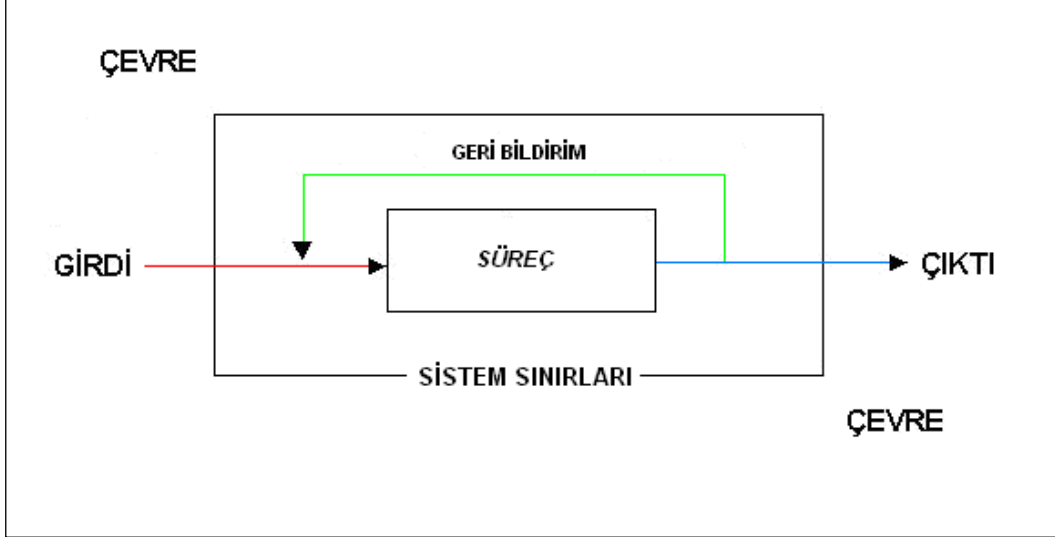 ÇEVRE
GERİ BİLDİRİM
GİRDİ
SÜREÇ
ÇIKTI
SİSTEM SINIRLARI
ÇEVRE